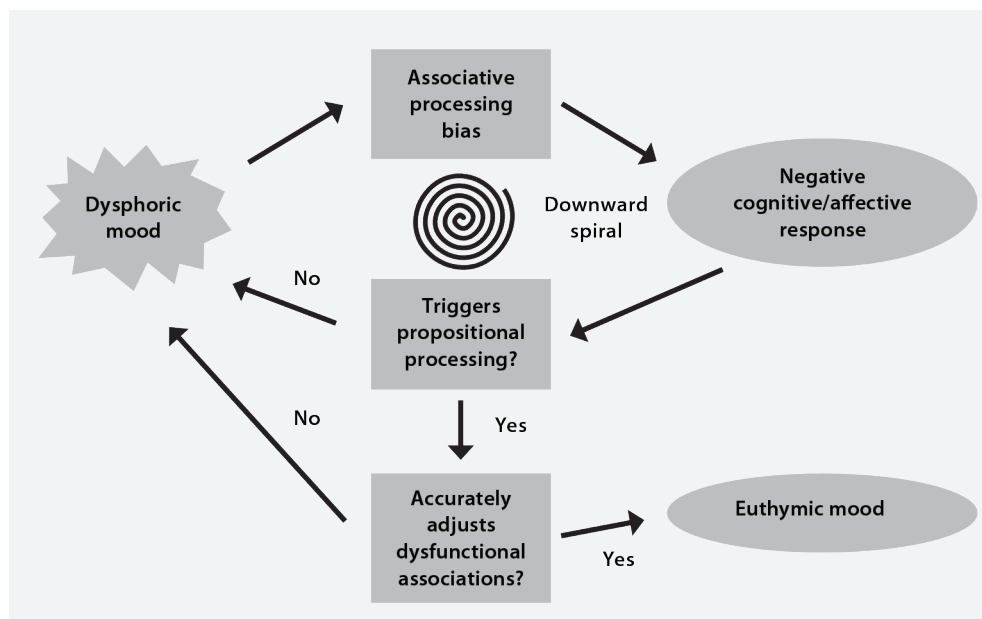 Associative
processing
bias
Dysphoric
mood
Negative
cognitive/affective
response
Downward
spiral
No
Triggers
propositional
processing?
No
Yes
Accurately
adjusts
dysfunctional
associations?
Euthymic mood
Yes